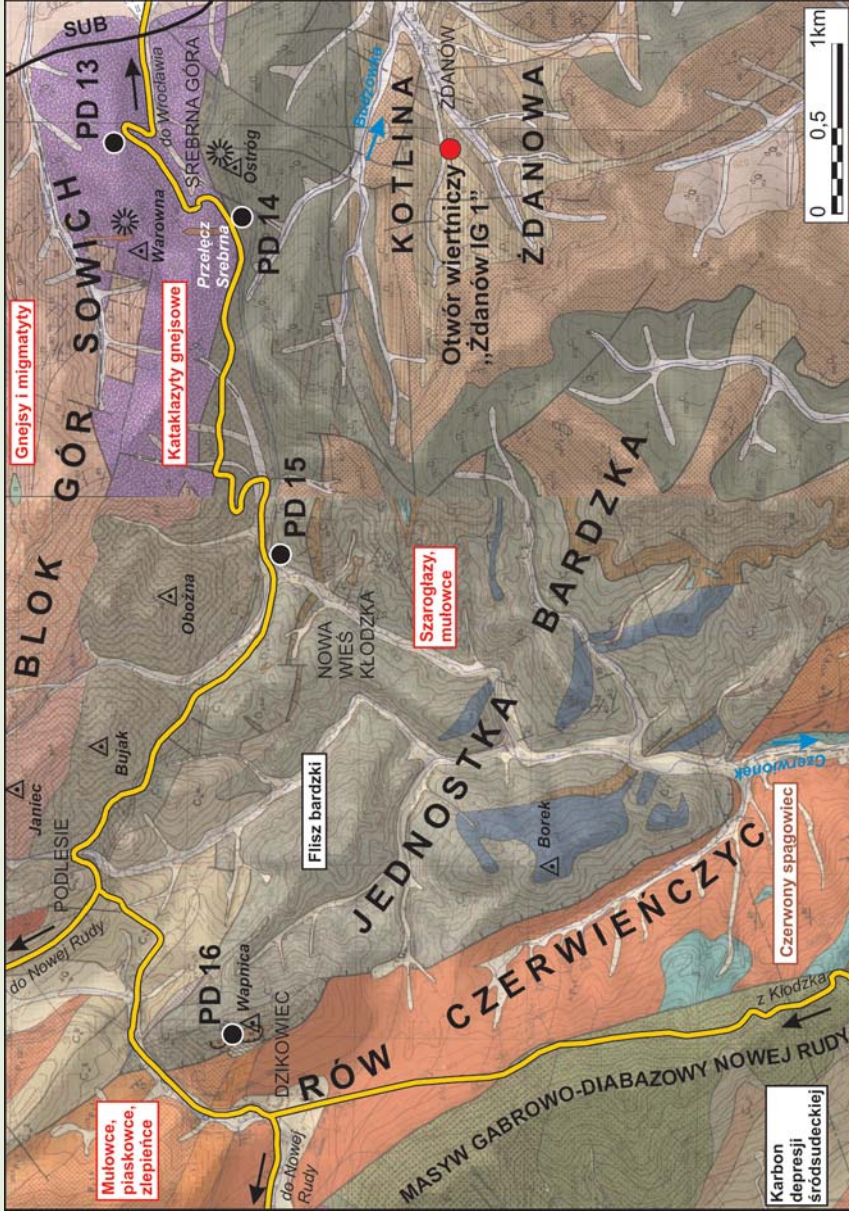 BLOK GÓR SOWICH
Gnejsy i migmatyty
SUB
Janiec
PODLESIE
do Nowej Rudy
Bujak
Obożna
Kataklazyty gnejsowe
Warowna
PD 13
do Wrocławia
SREBRNA GÓRA
Przełęcz
Srebrna
Ostróg
PD 14
PD 15
Mułowce,
piaskowce,
zlepieńce
PD 16
Wapnica
DZIKOWIEC
do Nowej
Rudy
Flisz bardzki
NOWA
WIEŚ
KŁODZKA
Szarogłazy,
mułowce
Budzówka
KOTLINA
ŻDANÓW
Otwór wiertniczy
„Żdanów IG 1”
ŻDANOWA
JEDNOSTKA BARDZKA
Borek
RÓW CZERWIEŃCZYC
Czerwionek
Czerwony spągowiec
z Kłodzka
MASYW GABROWO-DIABAZOWY NOWEJ RUDY
Karbon
depresji
śródsudeckiej
0 0,5 1km